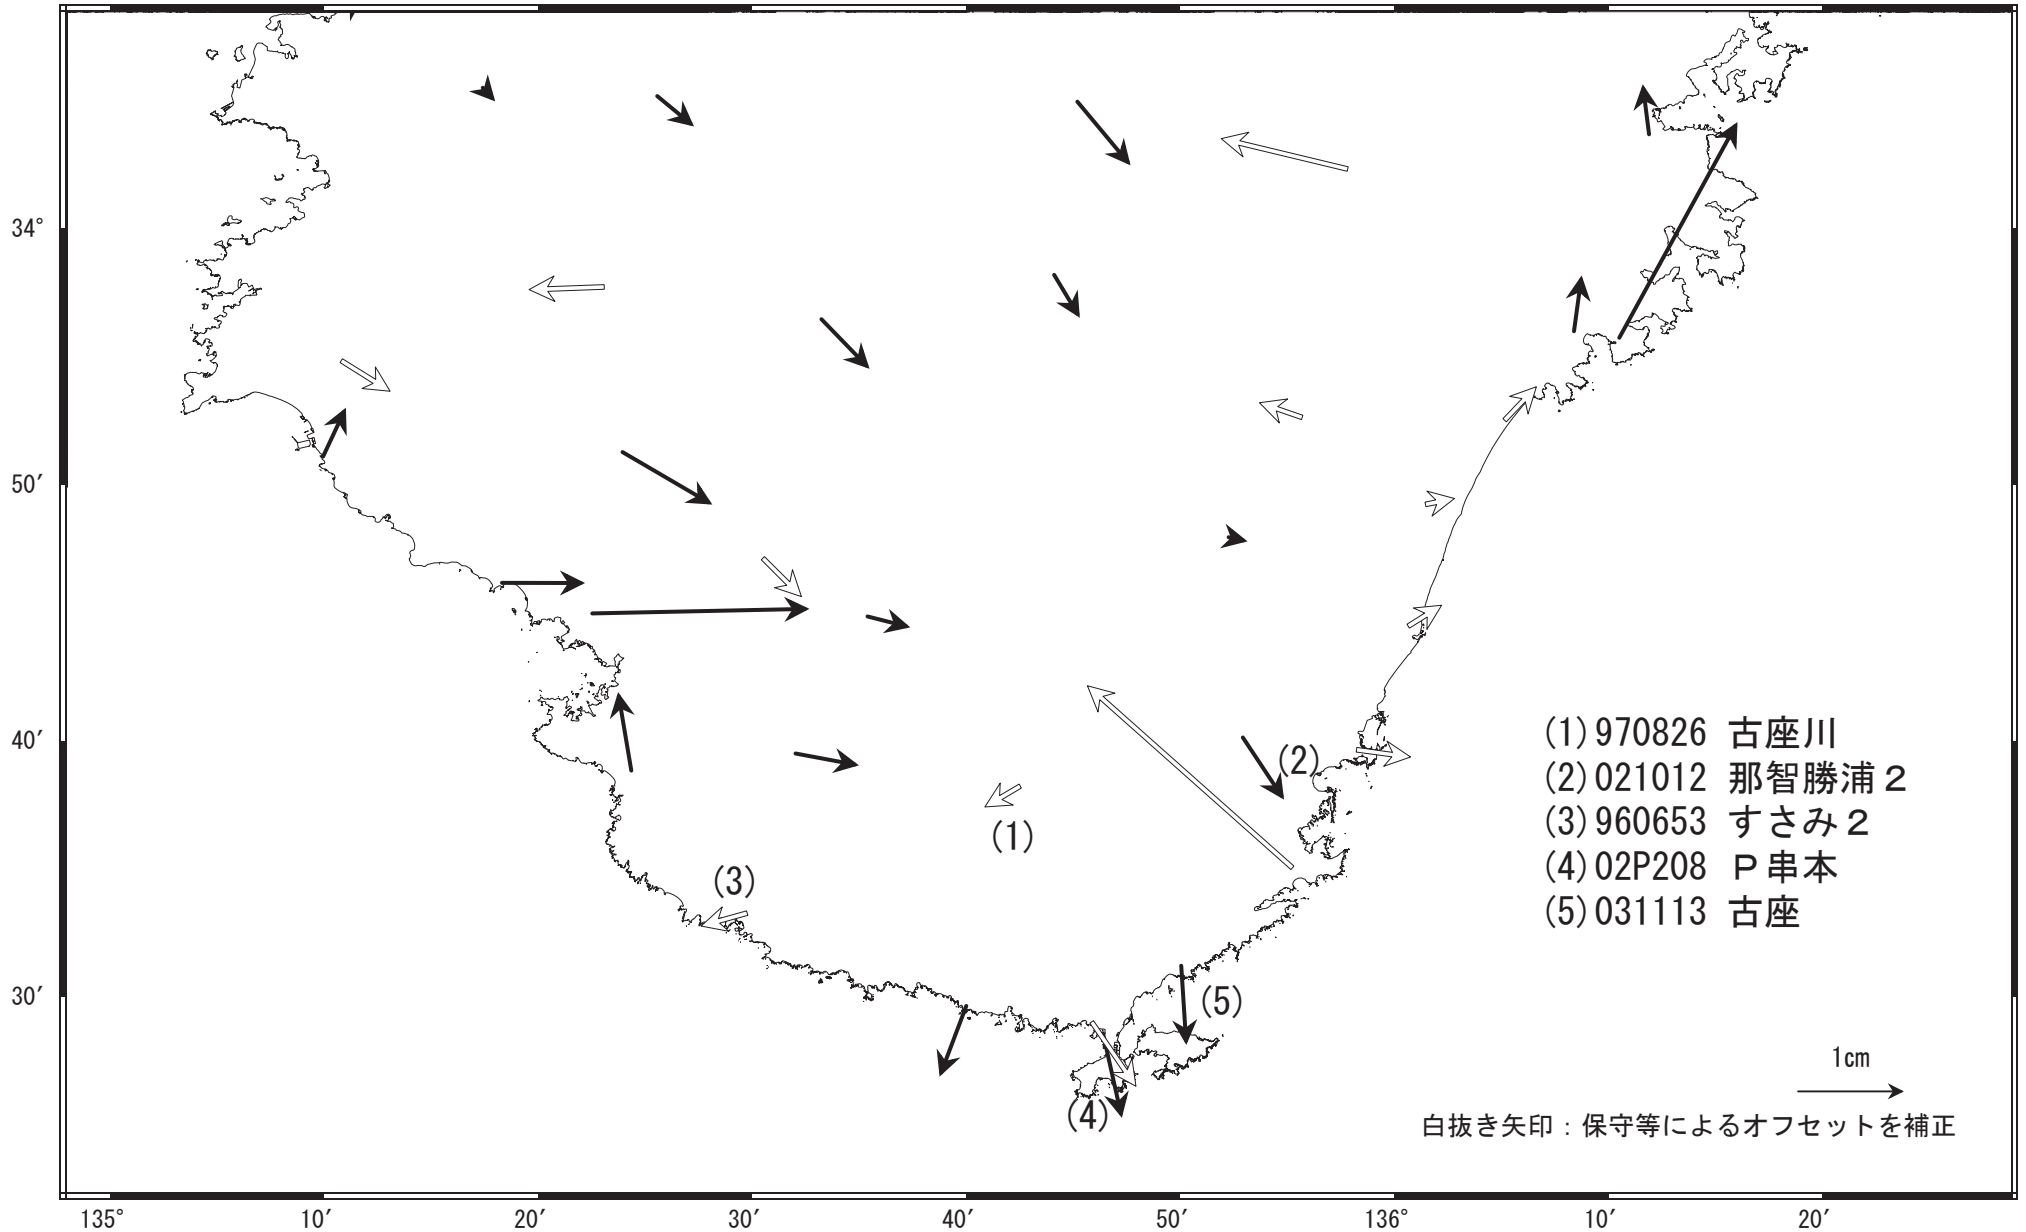 34°
50′
40′
30′
(1)
(2)
(3)
(4)
(5)
(1)970826 古座川
(2)021012 那智勝浦２
(3)960653 すさみ２
(4)02P208 Ｐ串本
(5)031113 古座
1cm
白抜き矢印：保守等によるオフセットを補正
135° 10′ 20′ 30′ 40′ 50′ 136° 10′ 20′